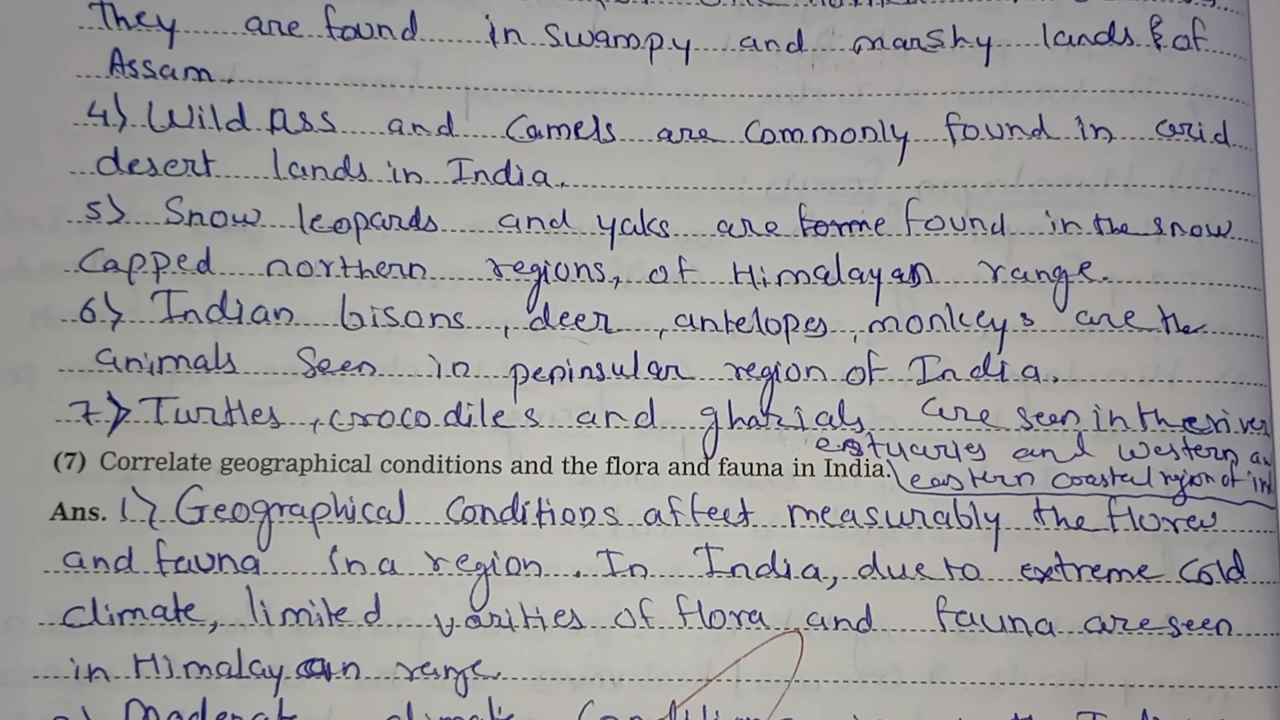 They are found in swampy and marshy lands & of
Assam.
4) Wild Ass and Camels are commonly found in arid
desert lands in India.
5) Snow leopards and yaks are forme found in the snow
Capped northern regions, of Himalayan range.
6) Indian bisons, deer, antelopes, monkeys are the
animals seen in peninsular region of India.
7) Turtles, crocodiles and gharials are seen in the river
estuaries and western an
(7) Correlate geographical conditions and the flora and fauna in India.
eastern coastal region of in
Ans. 1) Geographical conditions affect measurably the flora
and fauna in a region. In India, due to extreme cold
climate, limited varities of flora and fauna are seen
in Himalayan range
2) Moderate climatic Conditions